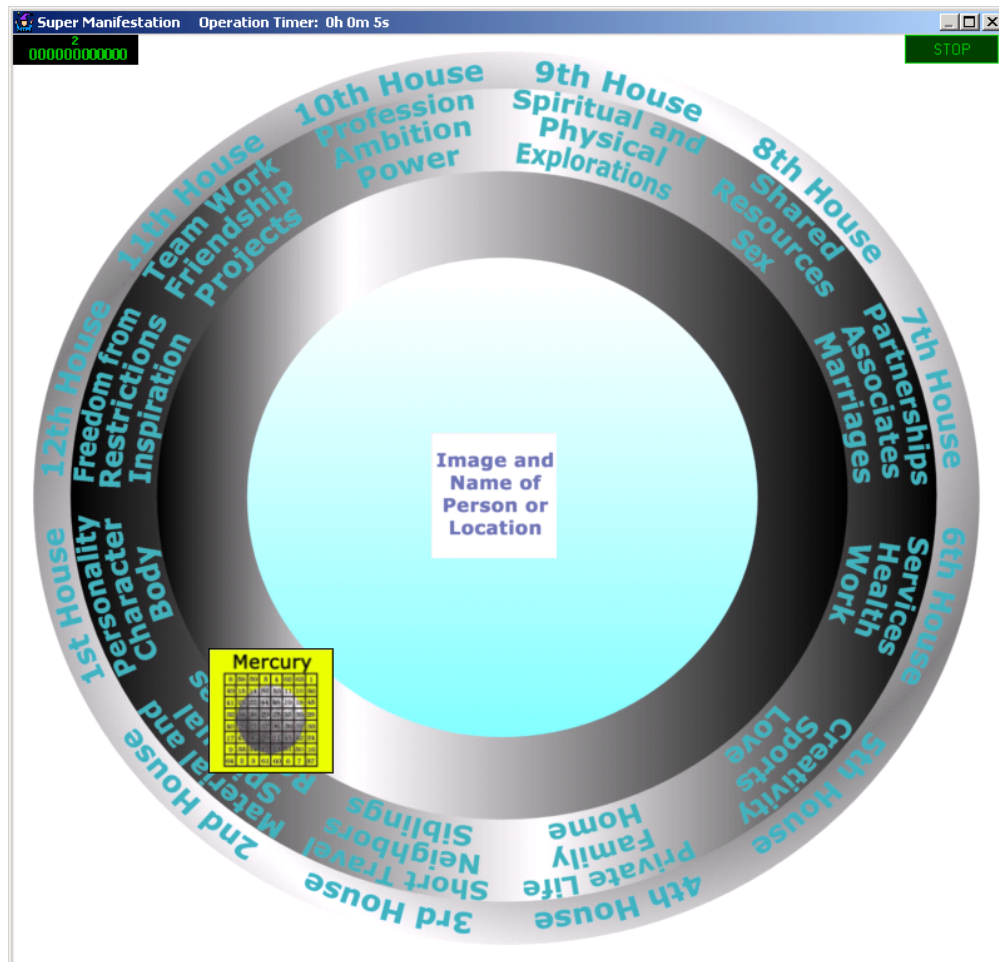 Super Manifestation Operation Timer: 0h 0m 5s
2
000000000000
STOP
10th House
Profession
Ambition
Power
9th House
Spiritual and
Physical
Explorations
8th House
Shared
Resources
Sex
7th House
Partnerships
Associates
Marriages
6th House
Services
Health
Work
5th House
Creativity
Sports
Love
4th House
Private Life
Family
Home
3rd House
Short Travel
Neighbors
Siblings
2nd House
Material and
1st House
Personality
Character
Body
12th House
Freedom from
Restrictions
Inspiration
11th House
Team Work
Friendship
Projects
Image and
Name of
Person or
Location
Mercury